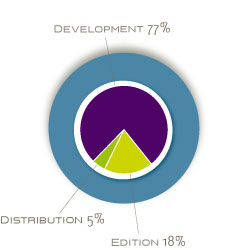 Development 77%
Distribution 5%
Edition 18%